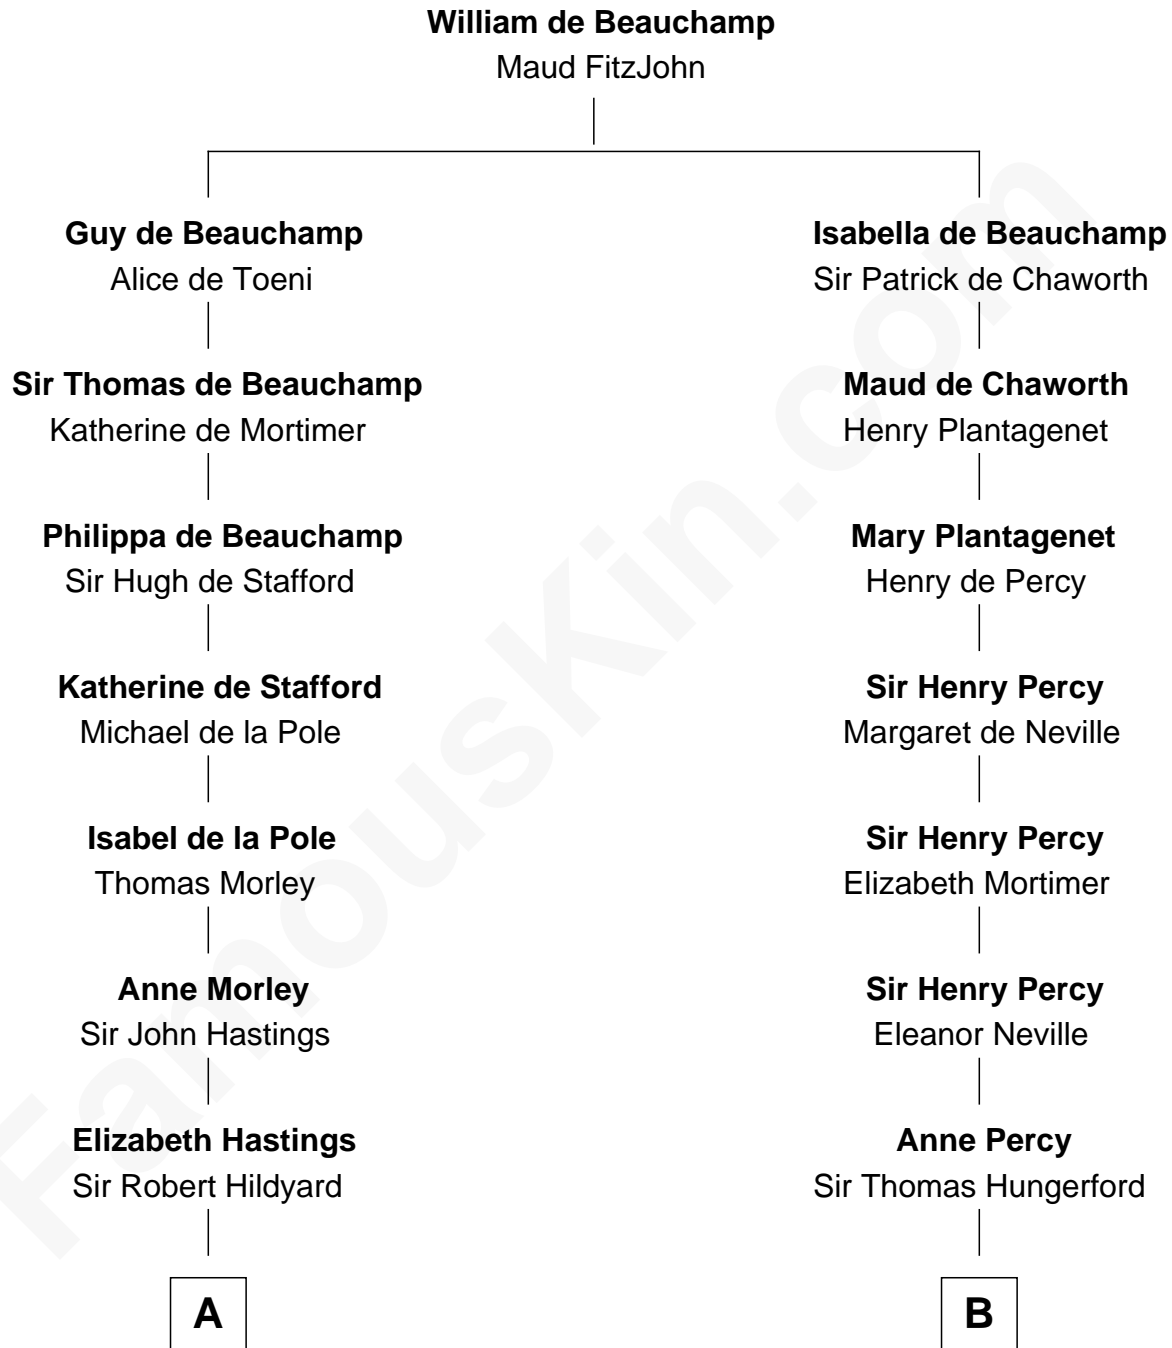 William de Beauchamp
Maud FitzJohn
Guy de Beauchamp
Alice de Toeni
Isabella de Beauchamp
Sir Patrick de Chaworth
Sir Thomas de Beauchamp
Katherine de Mortimer
Maud de Chaworth
Henry Plantagenet
Philippa de Beauchamp
Sir Hugh de Stafford
Mary Plantagenet
Henry de Percy
Katherine de Stafford
Michael de la Pole
Sir Henry Percy
Margaret de Neville
Isabel de la Pole
Thomas Morley
Sir Henry Percy
Elizabeth Mortimer
Anne Morley
Sir John Hastings
Sir Henry Percy
Eleanor Neville
Elizabeth Hastings
Sir Robert Hildyard
Anne Percy
Sir Thomas Hungerford
A
B
FamousKin.com